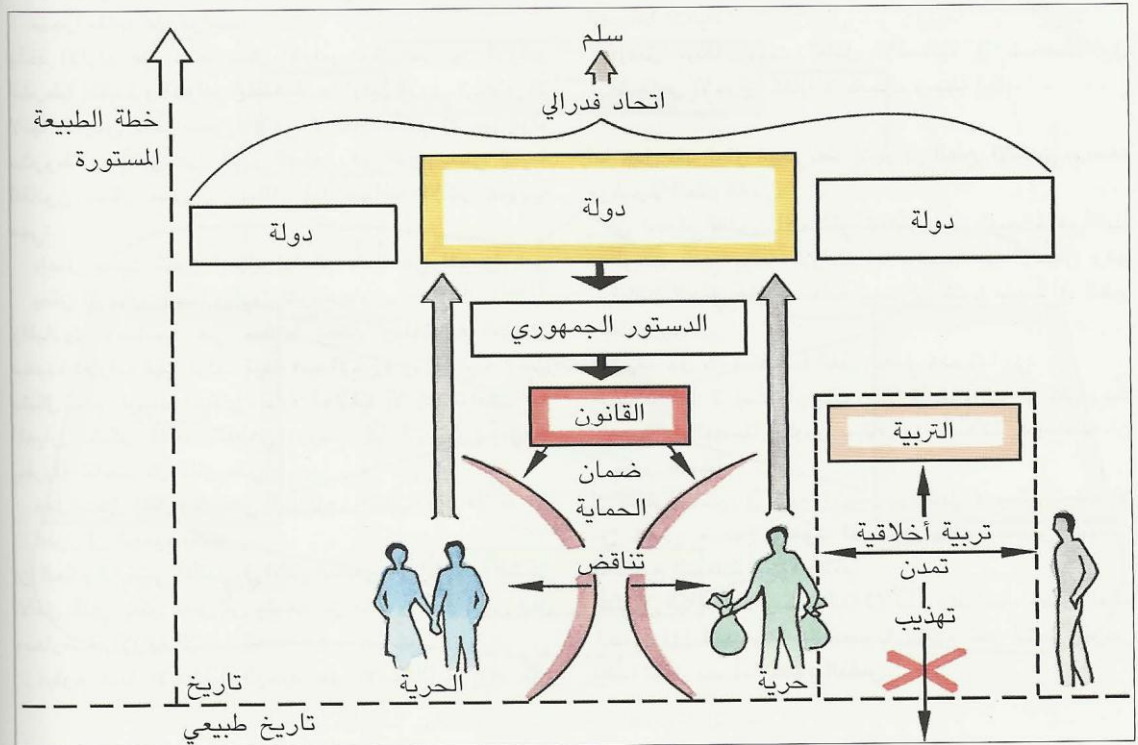 سلم
اتحاد فدرالي
خطة الطبيعة
المستورة
دولة
دولة
دولة
الدستور الجمهوري
القانون
ضمان
الحماية
تناقض
التربية
تربية أخلاقية
تمدن
تهذيب
حرية
الحرية
تاريخ
تاريخ طبيعي